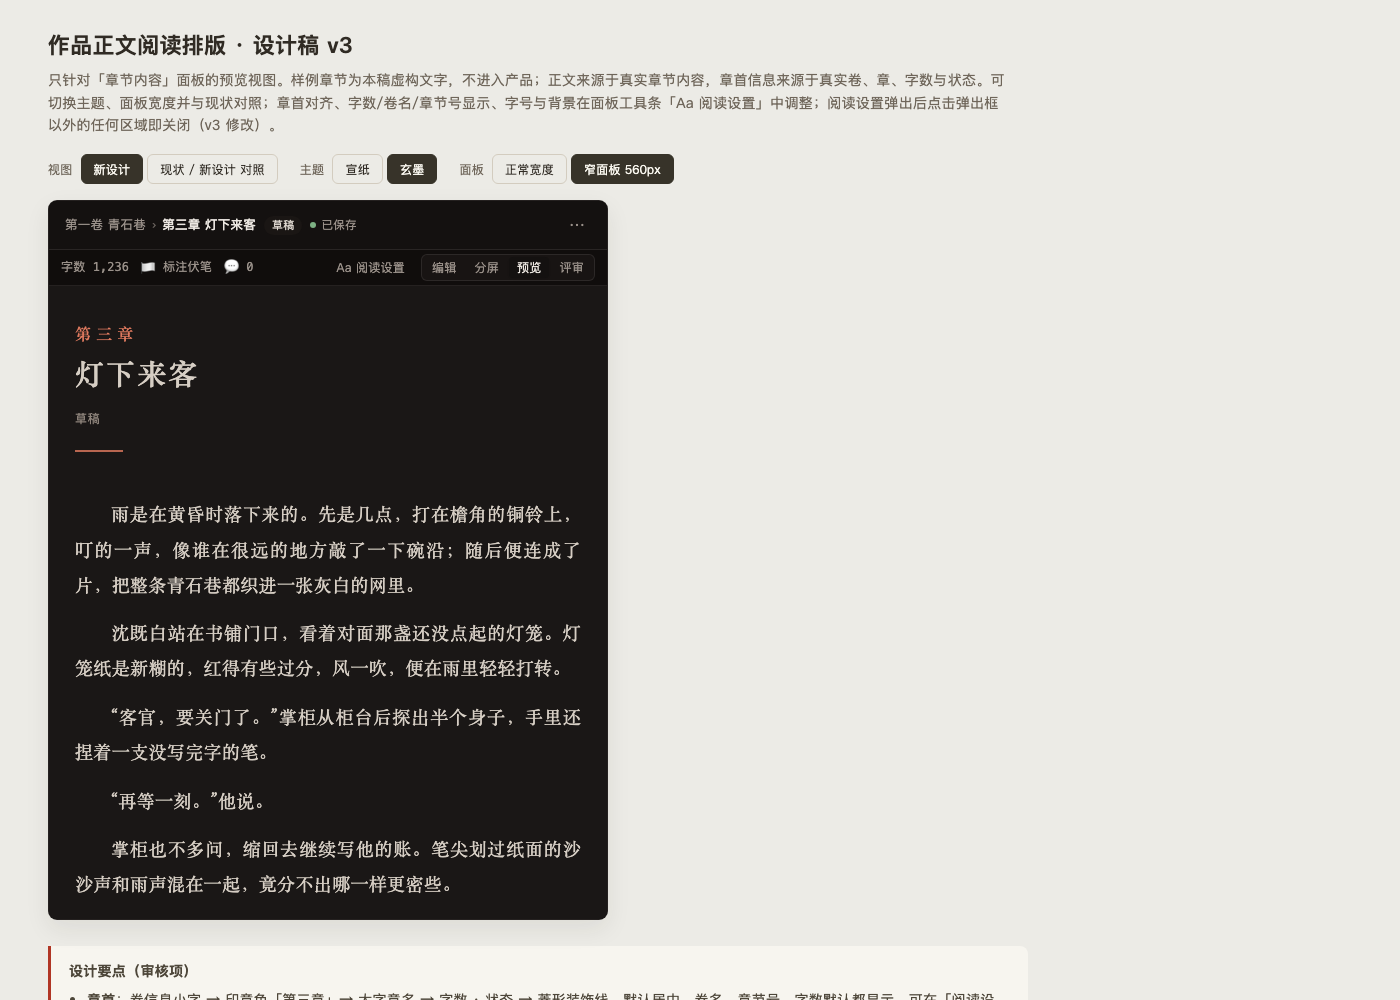 作品正文阅读排版 · 设计稿 v3
只针对「章节内容」面板的预览视图。样例章节为本稿虚构文字，不进入产品；正文来源于真实章节内容，章首信息来源于真实卷、章、字数与状态。可
切换主题、面板宽度并与现状对照；章首对齐、字数/卷名/章节号显示、字号与背景在面板工具条「Aa 阅读设置」中调整；阅读设置弹出后点击弹出框
以外的任何区域即关闭（v3 修改）。
视图 新设计 现状 / 新设计 对照 主题 宣纸 玄墨 面板 正常宽度 窄面板 560px
第一卷 青石巷 › 第三章 灯下来客 草稿 已保存 ···
字数 1,236 标注伏笔 0 Aa 阅读设置 编辑 分屏 预览 评审
第三章
灯下来客
草稿
雨是在黄昏时落下来的。先是几点，打在檐角的铜铃上，
叮的一声，像谁在很远的地方敲了一下碗沿；随后便连成了
片，把整条青石巷都织进一张灰白的网里。
沈既白站在书铺门口，看着对面那盏还没点起的灯笼。灯
笼纸是新糊的，红得有些过分，风一吹，便在雨里轻轻打转。
“客官，要关门了。”掌柜从柜台后探出半个身子，手里还
捏着一支没写完字的笔。
“再等一刻。”他说。
掌柜也不多问，缩回去继续写他的账。笔尖划过纸面的沙
沙声和雨声混在一起，竟分不出哪一样更密些。
设计要点（审核项）